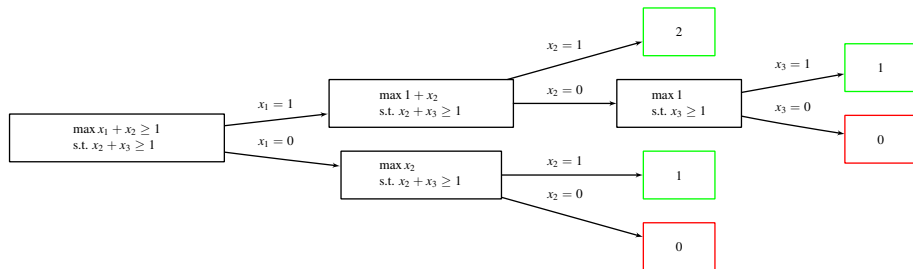 max x₁ + x₂ ≥ 1
s.t. x₂ + x₃ ≥ 1
x₁ = 1
x₁ = 0
max 1 + x₂
s.t. x₂ + x₃ ≥ 1
max x₂
s.t. x₂ + x₃ ≥ 1
x₂ = 1
x₂ = 0
x₂ = 1
x₂ = 0
2
max 1
s.t. x₃ ≥ 1
1
0
x₃ = 1
x₃ = 0
1
0